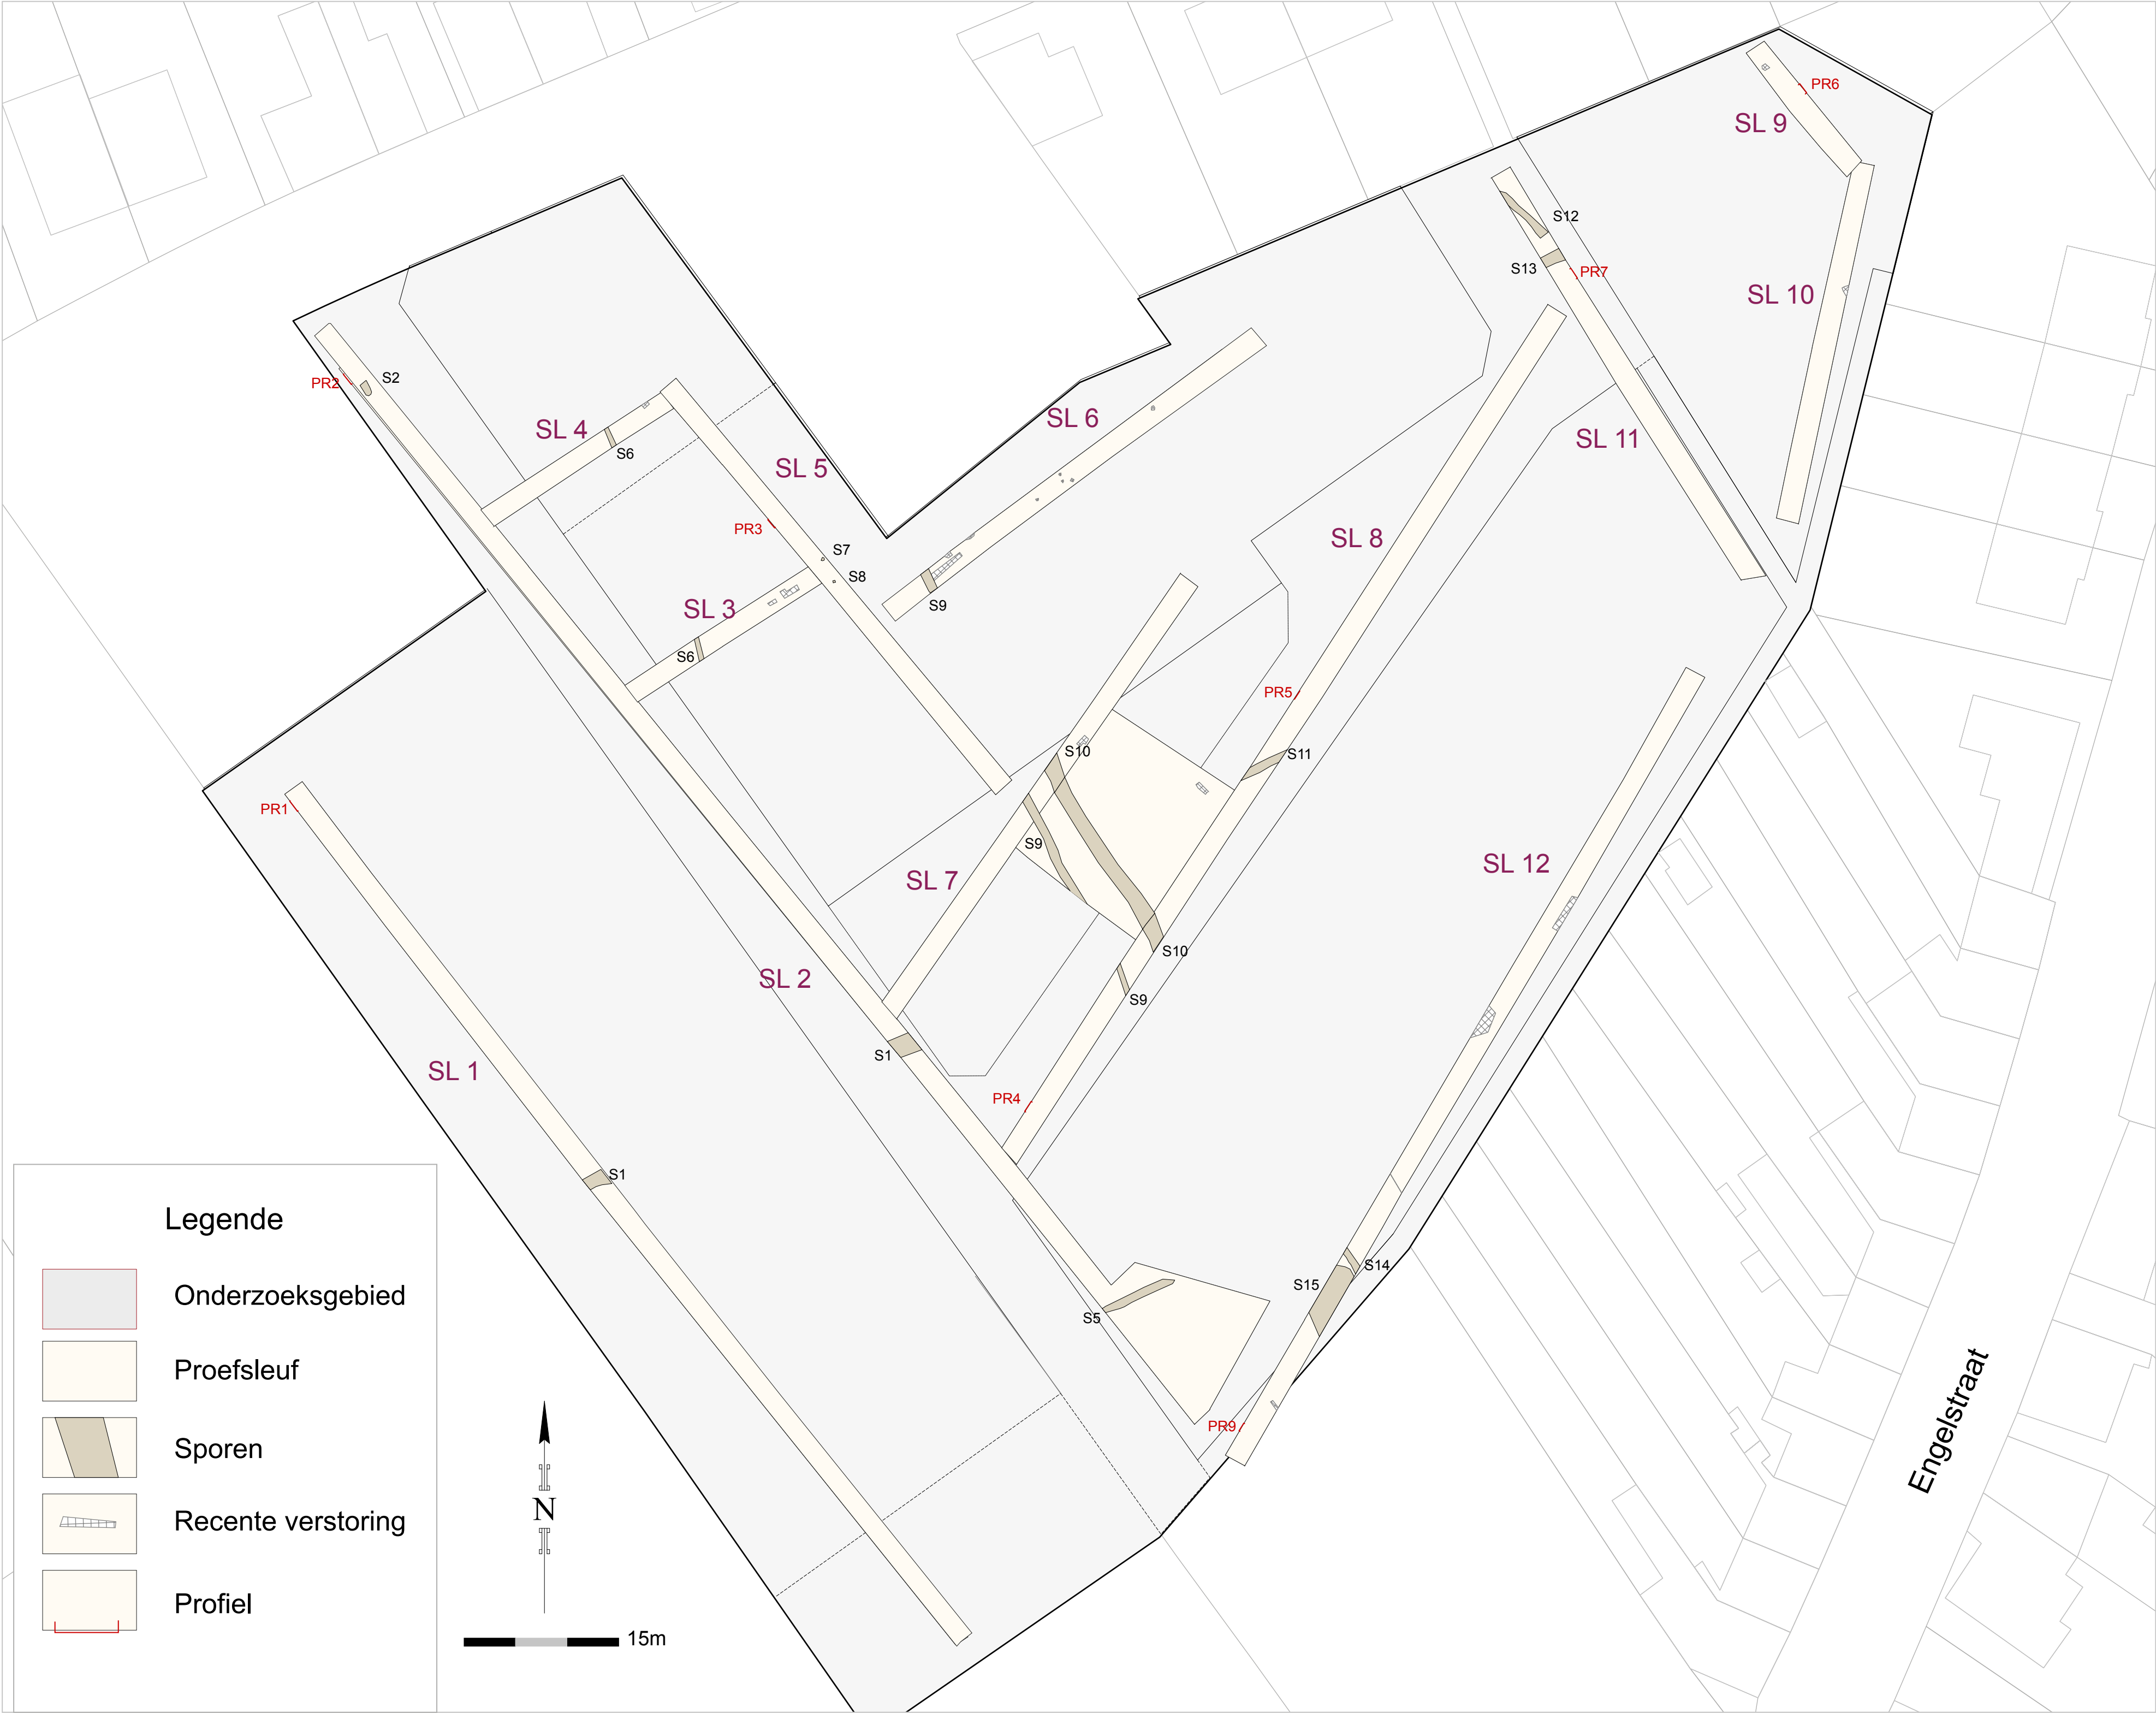 PR6
SL 9
S12
S13
PR7
SL 10
PR2
S2
SL 4
S6
SL 6
SL 11
SL 5
PR3
S7
S8
SL 8
SL 3
S6
S9
PR5
S10
S11
PR1
S9
SL 7
SL 12
SL 2
S10
S9
S1
SL 1
PR4
S1
S14
S15
S5
PR9
Engelstraat
Legende
Onderzoeksgebied
Proefsleuf
Sporen
Recente verstoring
Profiel
N
15m